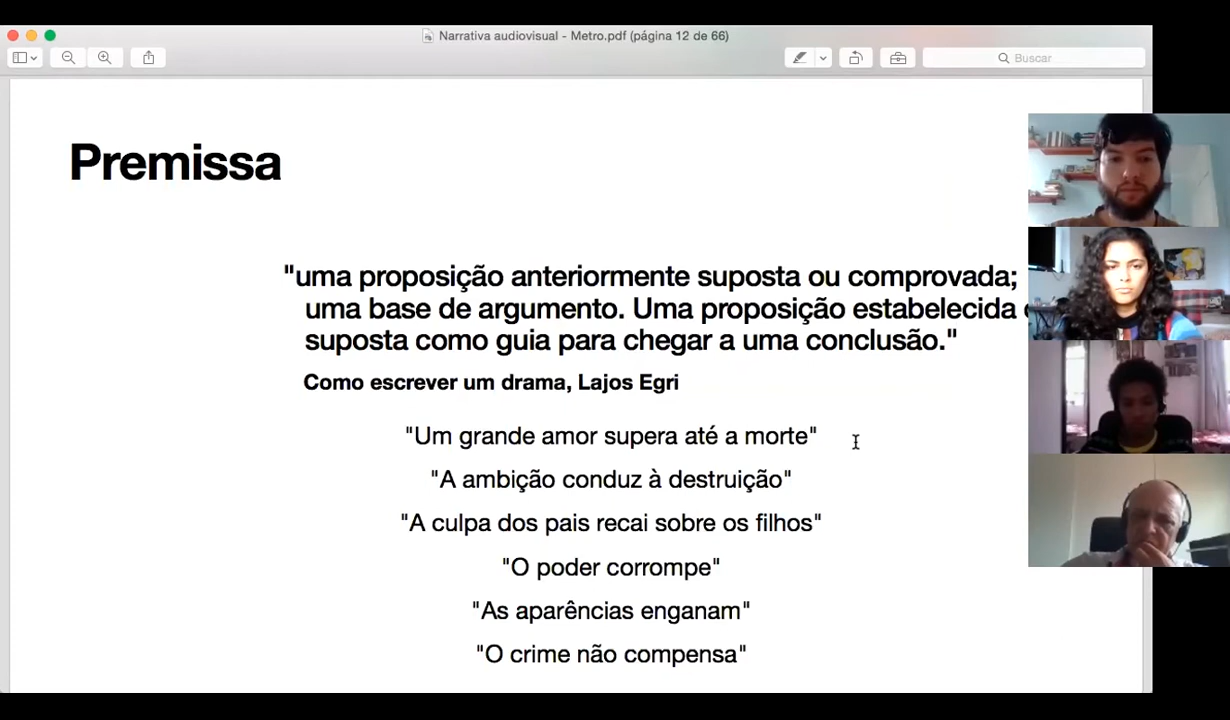 Narrativa audiovisual - Metro.pdf (página 12 de 66)
Buscar
Premissa
"uma proposição anteriormente suposta ou comprovada;
uma base de argumento. Uma proposição estabelecida
suposta como guia para chegar a uma conclusão."
Como escrever um drama, Lajos Egri
"Um grande amor supera até a morte"
"A ambição conduz à destruição"
"A culpa dos pais recai sobre os filhos"
"O poder corrompe"
"As aparências enganam"
"O crime não compensa"